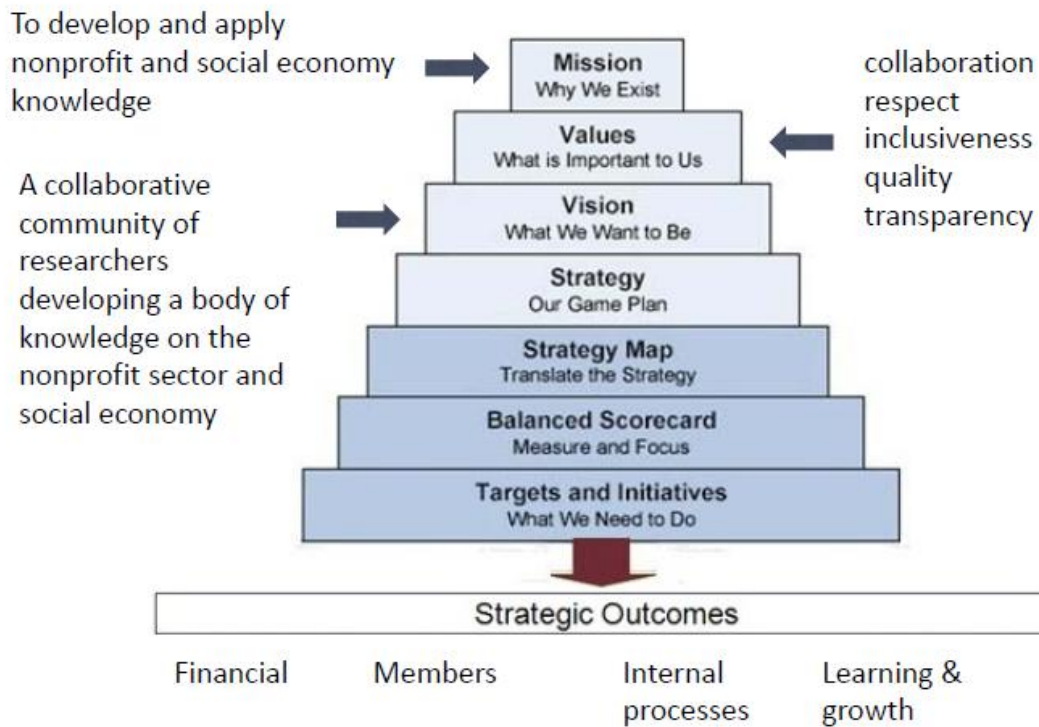 To develop and apply
nonprofit and social economy
knowledge
Mission
Why We Exist
collaboration
respect
inclusiveness
quality
transparency
Values
What is Important to Us
A collaborative
community of
researchers
developing a body of
knowledge on the
nonprofit sector and
social economy
Vision
What We Want to Be
Strategy
Our Game Plan
Strategy Map
Translate the Strategy
Balanced Scorecard
Measure and Focus
Targets and Initiatives
What We Need to Do
Strategic Outcomes
Financial
Members
Internal
processes
Learning &
growth